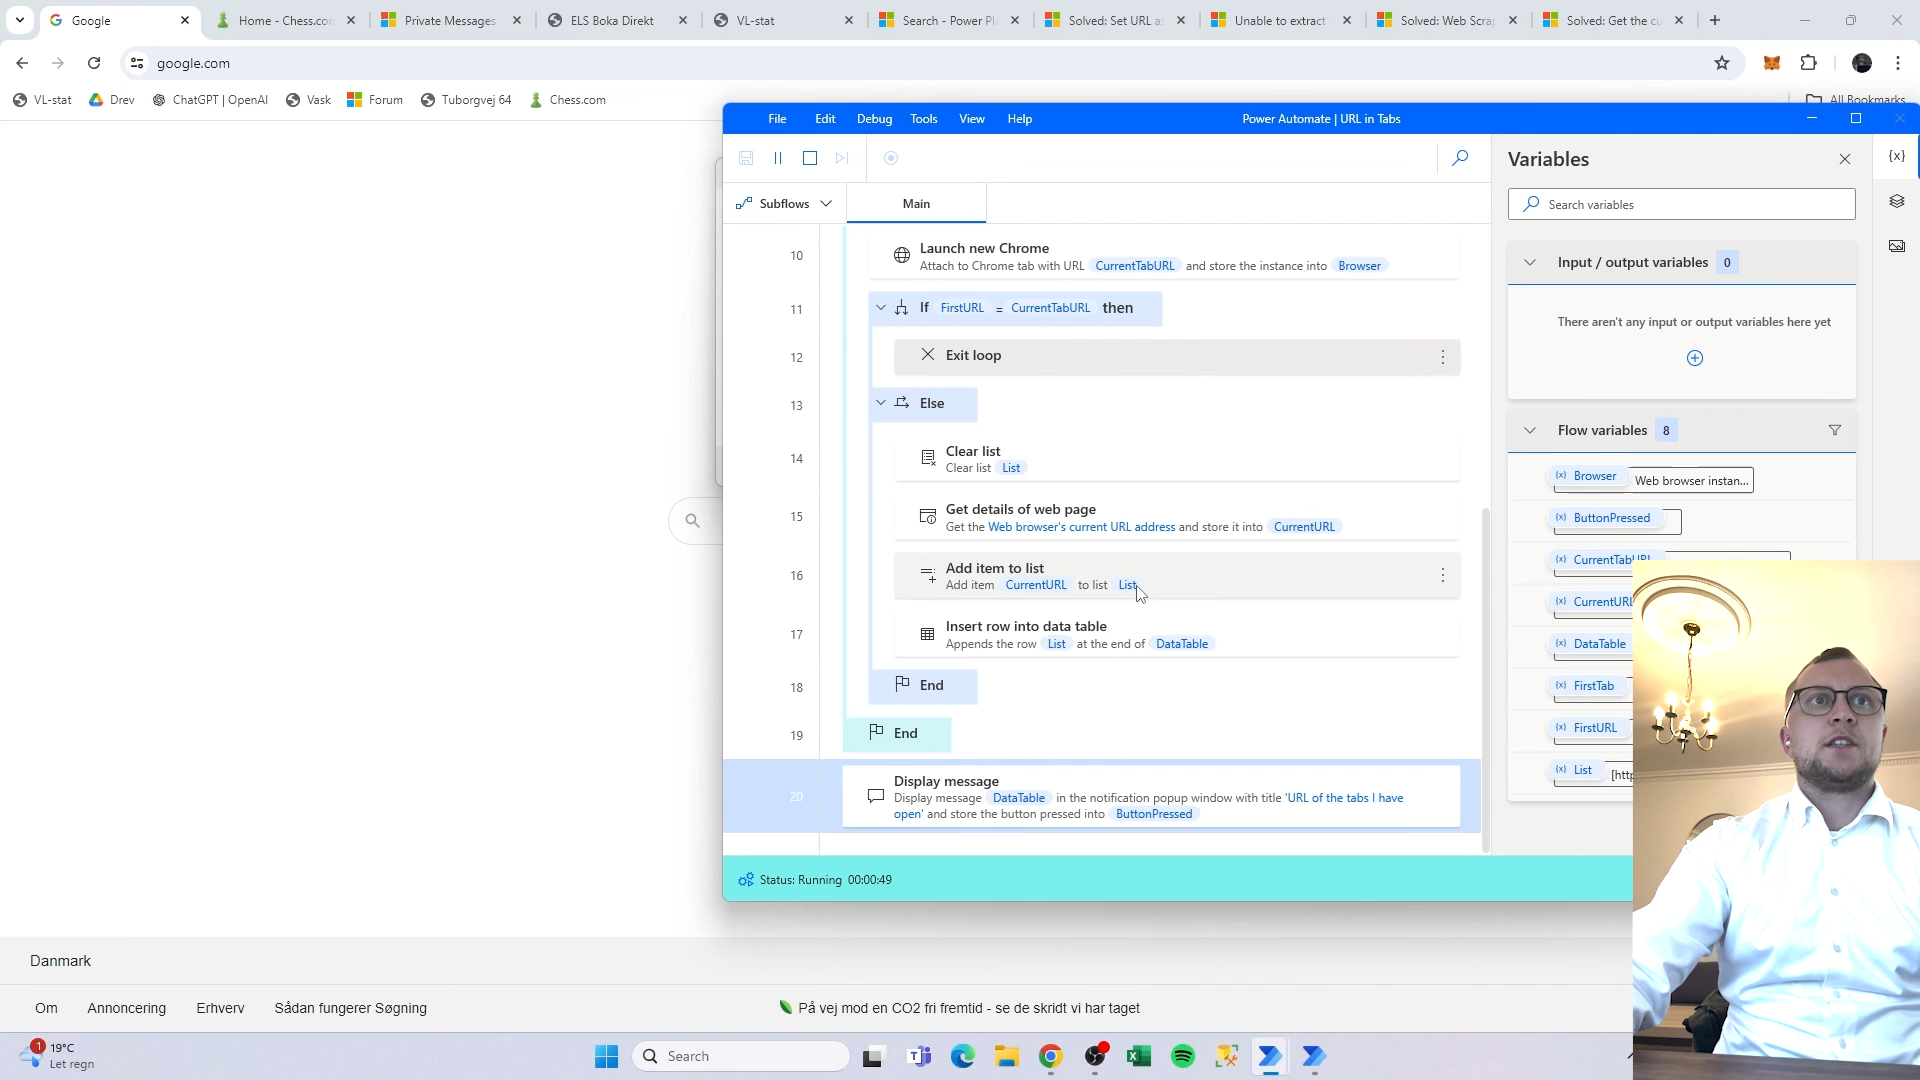 Google
Home - Chess.con
Private Messages
ELS Boka Direkt
VL-stat
Search - Power Pl
Solved: Set URL a
Unable to extract
Solved: Web Scra
Solved: Get the cu
google.com
VL-stat
Drev
ChatGPT | OpenAI
Vask
Forum
Tuborgvej 64
Chess.com
All Bookmarks
File
Edit
Debug
Tools
View
Help
Power Automate | URL in Tabs
Subflows
Main
10
Launch new Chrome
Attach to Chrome tab with URL CurrentTabURL and store the instance into Browser
11
If FirstURL = CurrentTabURL then
12
Exit loop
13
Else
14
Clear list
Clear list List
15
Get details of web page
Get the Web browser's current URL address and store it into CurrentURL
16
Add item to list
Add item CurrentURL to list List
17
Insert row into data table
Appends the row List at the end of DataTable
18
End
19
End
20
Display message
Display message DataTable in the notification popup window with title 'URL of the tabs I have
open' and store the button pressed into ButtonPressed
Status: Running 00:00:49
Variables
{x}
Search variables
Input / output variables 0
There aren't any input or output variables here yet
Flow variables 8
(x) Browser Web browser instan...
(x) ButtonPressed
(x) CurrentTabURL
(x) CurrentURL
(x) DataTable
(x) FirstTab
(x) FirstURL
(x) List [http
Danmark
Om
Annoncering
Erhverv
Sådan fungerer Søgning
På vej mod en CO2 fri fremtid - se de skridt vi har taget
1
19°C
Let regn
Search